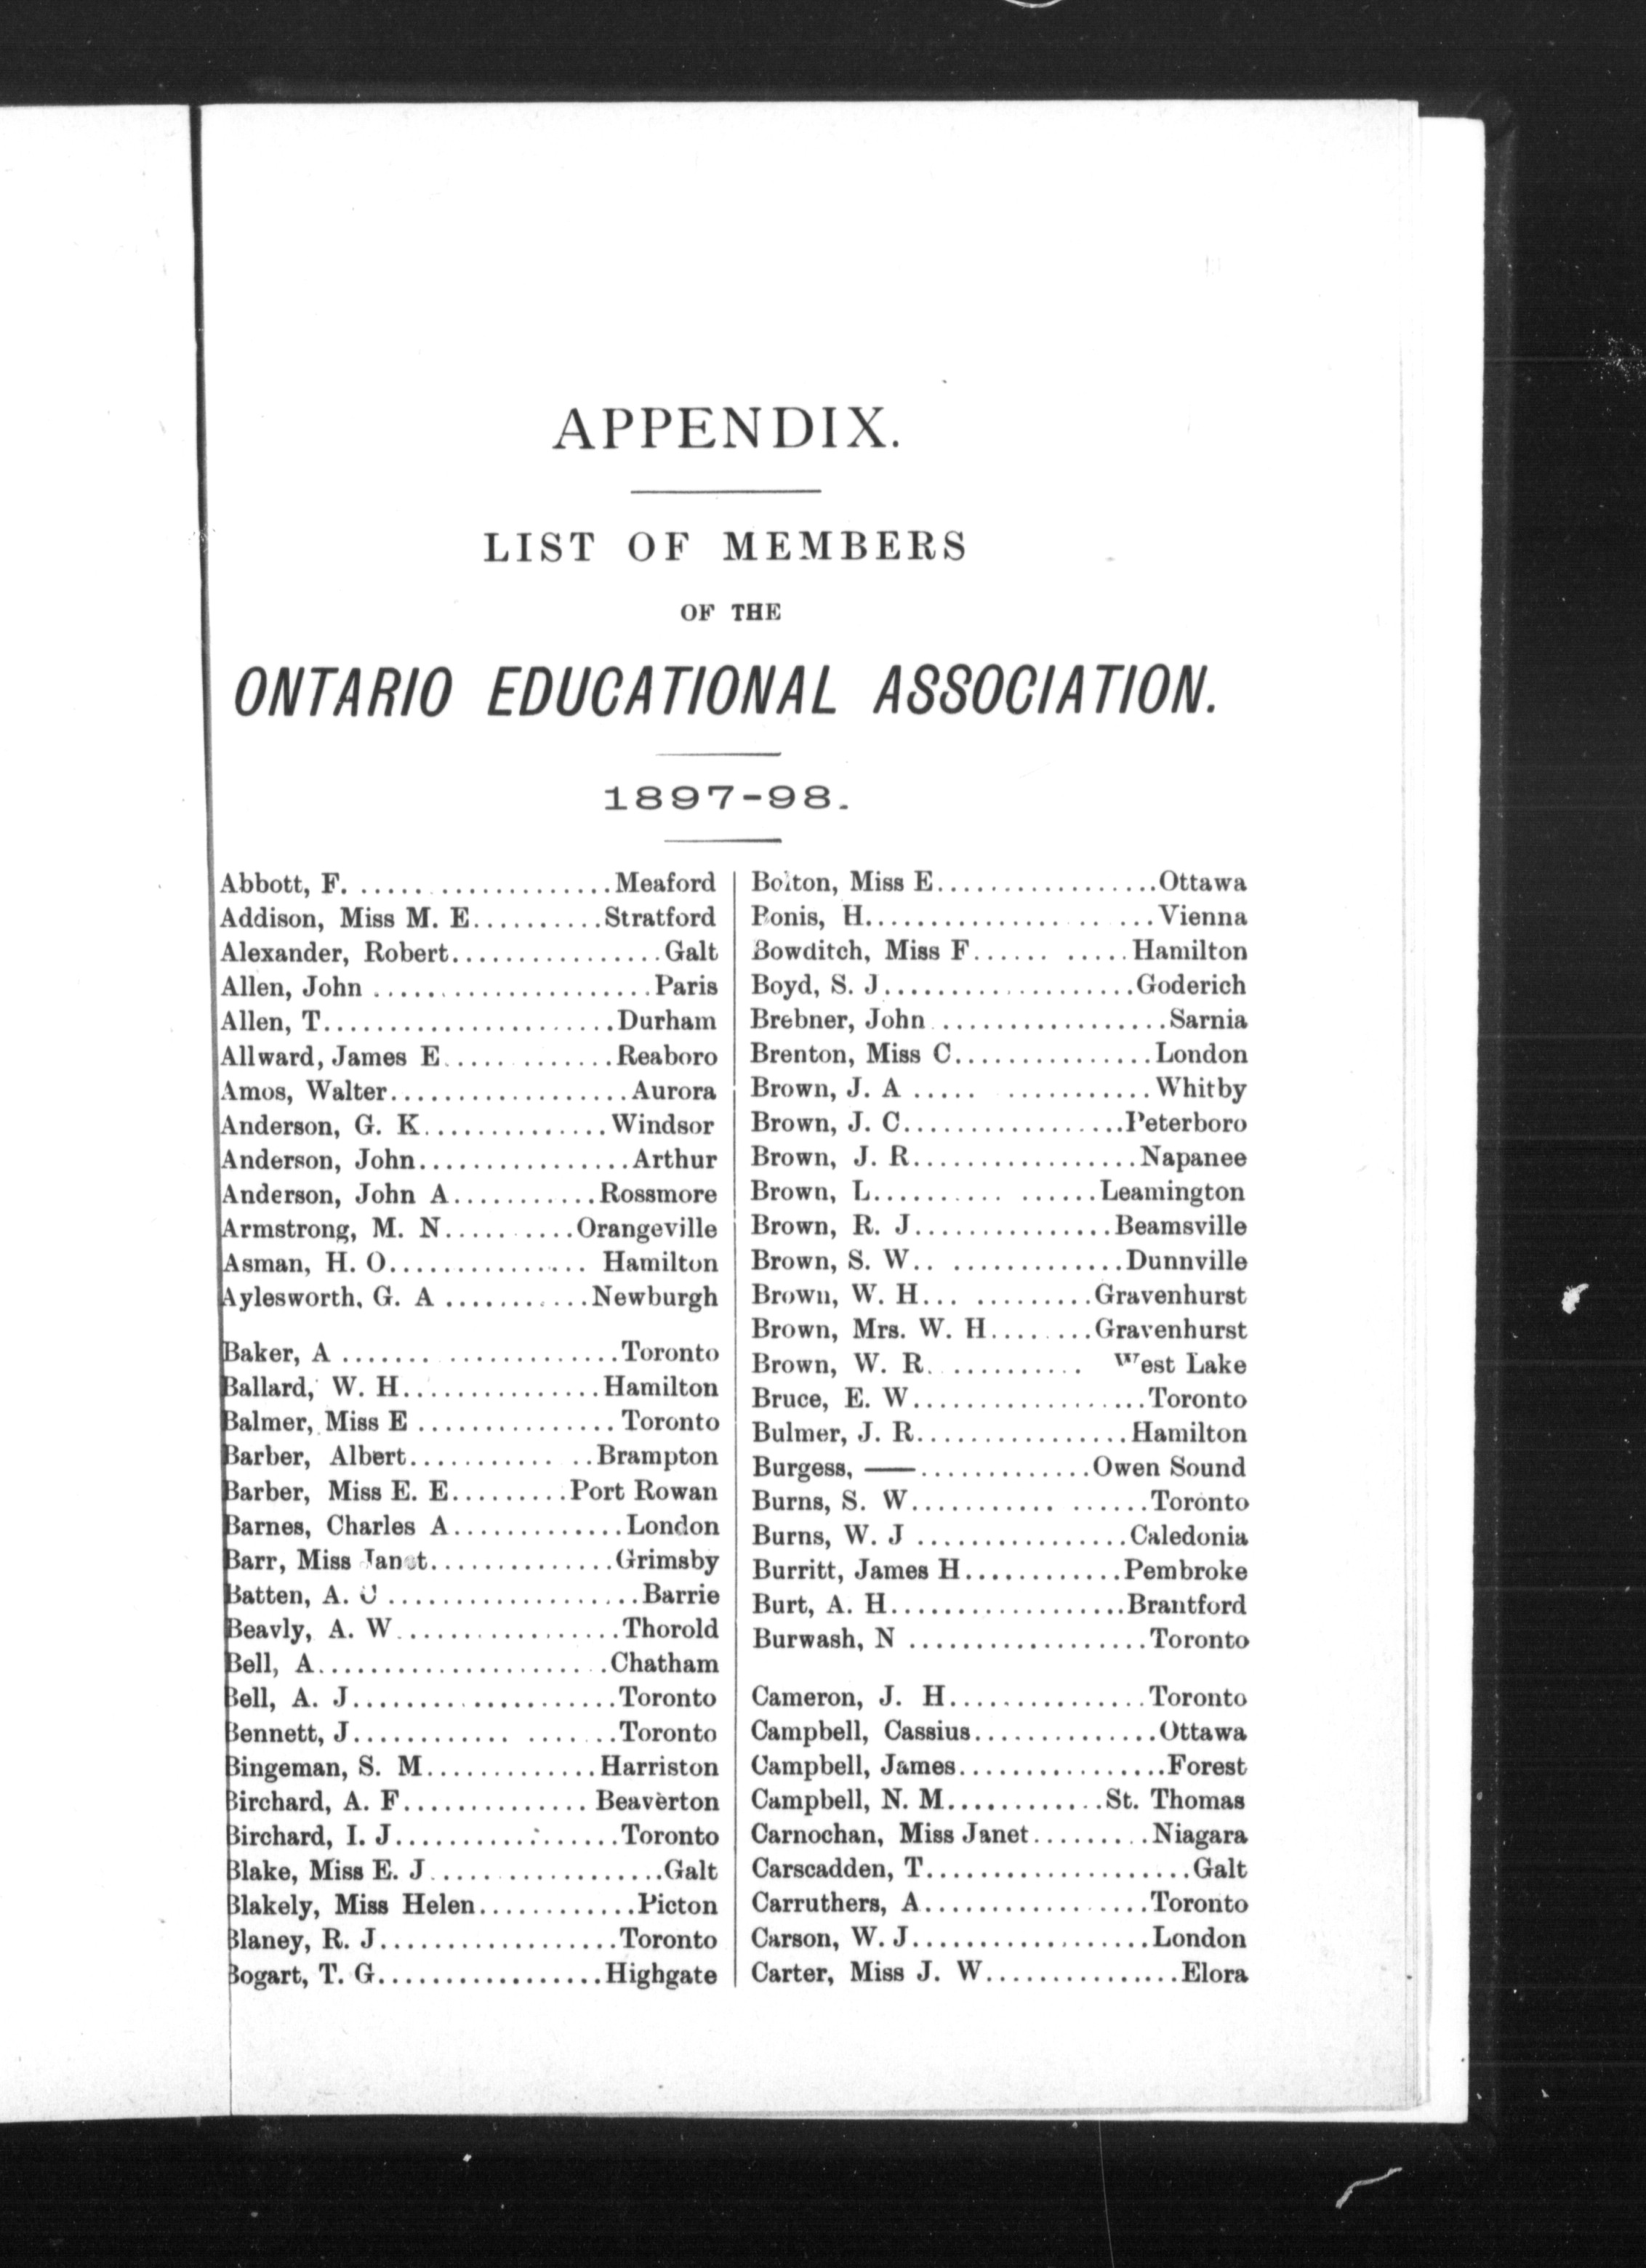 APPENDIX.
LIST OF MEMBERS
OF THE
ONTARIO EDUCATIONAL ASSOCIATION.
1897-98.
Abbott, F. ..................... Meaford
Addison, Miss M. E.......... Stratford
Alexander, Robert................ Galt
Allen, John ..................... Paris
Allen, T...................... Durham
Allward, James E............. Reaboro
Amos, Walter.................. Aurora
Anderson, G. K.............. Windsor
Anderson, John................ Arthur
Anderson, John A........... Rossmore
Armstrong, M. N.......... Orangeville
Asman, H. O............... Hamilton
Aylesworth, G. A ........... Newburgh
Baker, A ..................... Toronto
Ballard, W. H............... Hamilton
Balmer, Miss E ............... Toronto
Barber, Albert............. Brampton
Barber, Miss E. E......... Port Rowan
Barnes, Charles A............. London
Barr, Miss Janet.............. Grimsby
Batten, A. C ................... Barrie
Beavly, A. W................. Thorold
Bell, A...................... Chatham
Bell, A. J.................... Toronto
Bennett, J................... Toronto
Bingeman, S. M............. Harriston
Birchard, A. F.............. Beaverton
Birchard, I. J................. Toronto
Blake, Miss E. J.................. Galt
Blakely, Miss Helen............ Picton
Blaney, R. J.................. Toronto
Bogart, T. G................. Highgate
Bolton, Miss E................. Ottawa
Bonis, H..................... Vienna
Bowditch, Miss F........... Hamilton
Boyd, S. J................... Goderich
Brebner, John .................. Sarnia
Brenton, Miss C............... London
Brown, J. A ................ Whitby
Brown, J. C................. Peterboro
Brown, J. R................. Napanee
Brown, L................ Leamington
Brown, R. J............... Beamsville
Brown, S. W............... Dunnville
Brown, W. H............ Gravenhurst
Brown, Mrs. W. H........ Gravenhurst
Brown, W. R............ West Lake
Bruce, E. W.................. Toronto
Bulmer, J. R................ Hamilton
Burgess, ——............. Owen Sound
Burns, S. W................. Toronto
Burns, W. J ................ Caledonia
Burritt, James H............ Pembroke
Burt, A. H.................. Brantford
Burwash, N .................. Toronto
Cameron, J. H............... Toronto
Campbell, Cassius.............. Ottawa
Campbell, James................ Forest
Campbell, N. M............ St. Thomas
Carnochan, Miss Janet......... Niagara
Carscadden, T.................... Galt
Carruthers, A................. Toronto
Carson, W. J.................. London
Carter, Miss J. W............... Elora